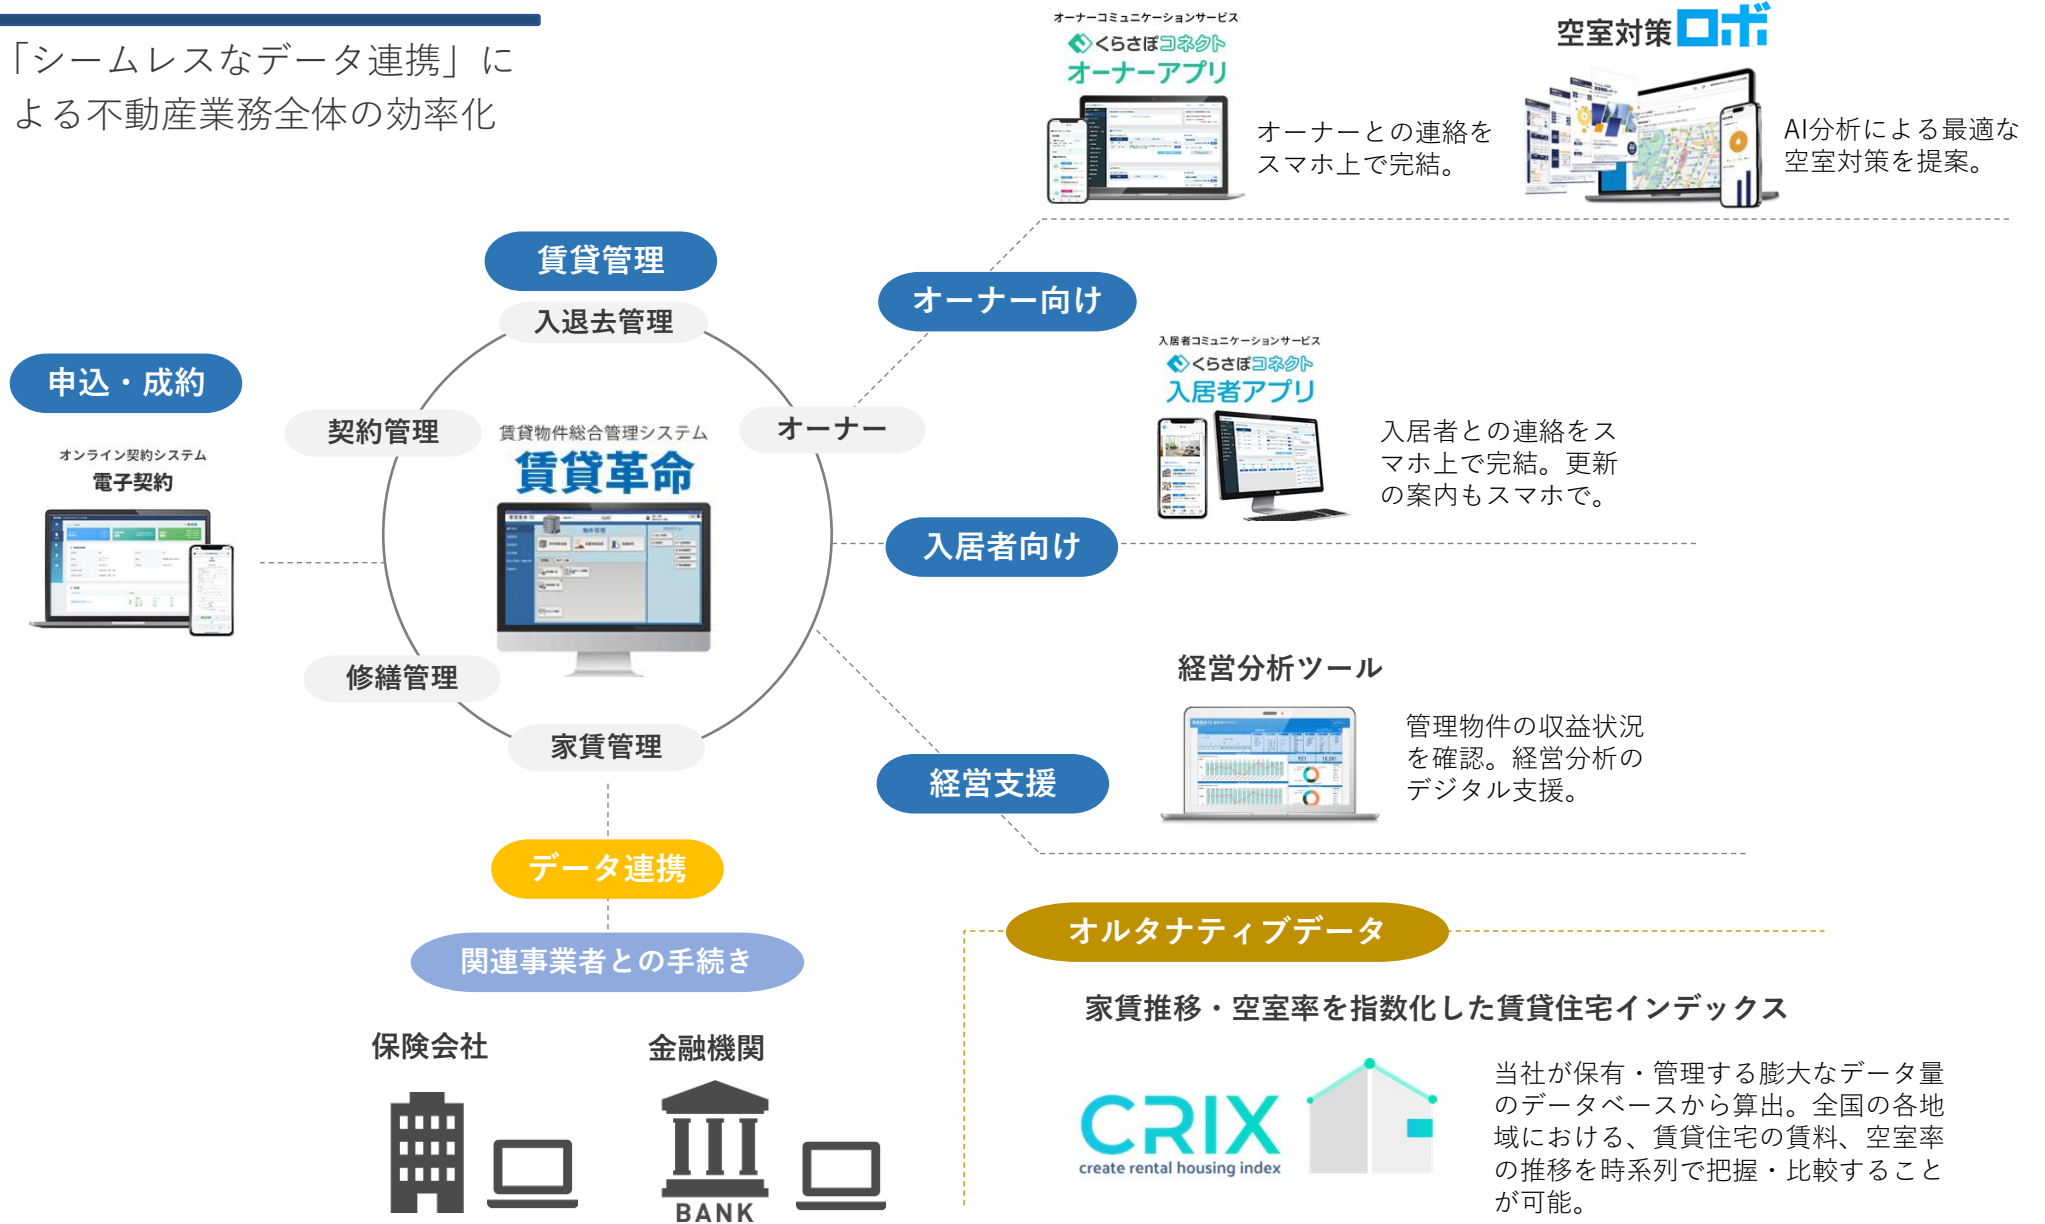 「シームレスなデータ連携」に
よる不動産業務全体の効率化
オーナーコミュニケーションサービス
くらさぽコネクト
オーナーアプリ
オーナーとの連絡を
スマホ上で完結。
空室対策ロボ
AI分析による最適な
空室対策を提案。
賃貸管理
入退去管理
オーナー向け
申込・成約
オンライン契約システム
電子契約
契約管理
オーナー
賃貸物件総合管理システム
賃貸革命
修繕管理
家賃管理
入居者コミュニケーションサービス
くらさぽコネクト
入居者アプリ
入居者との連絡をス
マホ上で完結。更新
の案内もスマホで。
入居者向け
経営分析ツール
管理物件の収益状況
を確認。経営分析の
デジタル支援。
経営支援
データ連携
関連事業者との手続き
保険会社
金融機関
BANK
オルタナティブデータ
家賃推移・空室率を指数化した賃貸住宅インデックス
CRIX
create rental housing index
当社が保有・管理する膨大なデータ量
のデータベースから算出。全国の各地
域における、賃貸住宅の賃料、空室率
の推移を時系列で把握・比較すること
が可能。